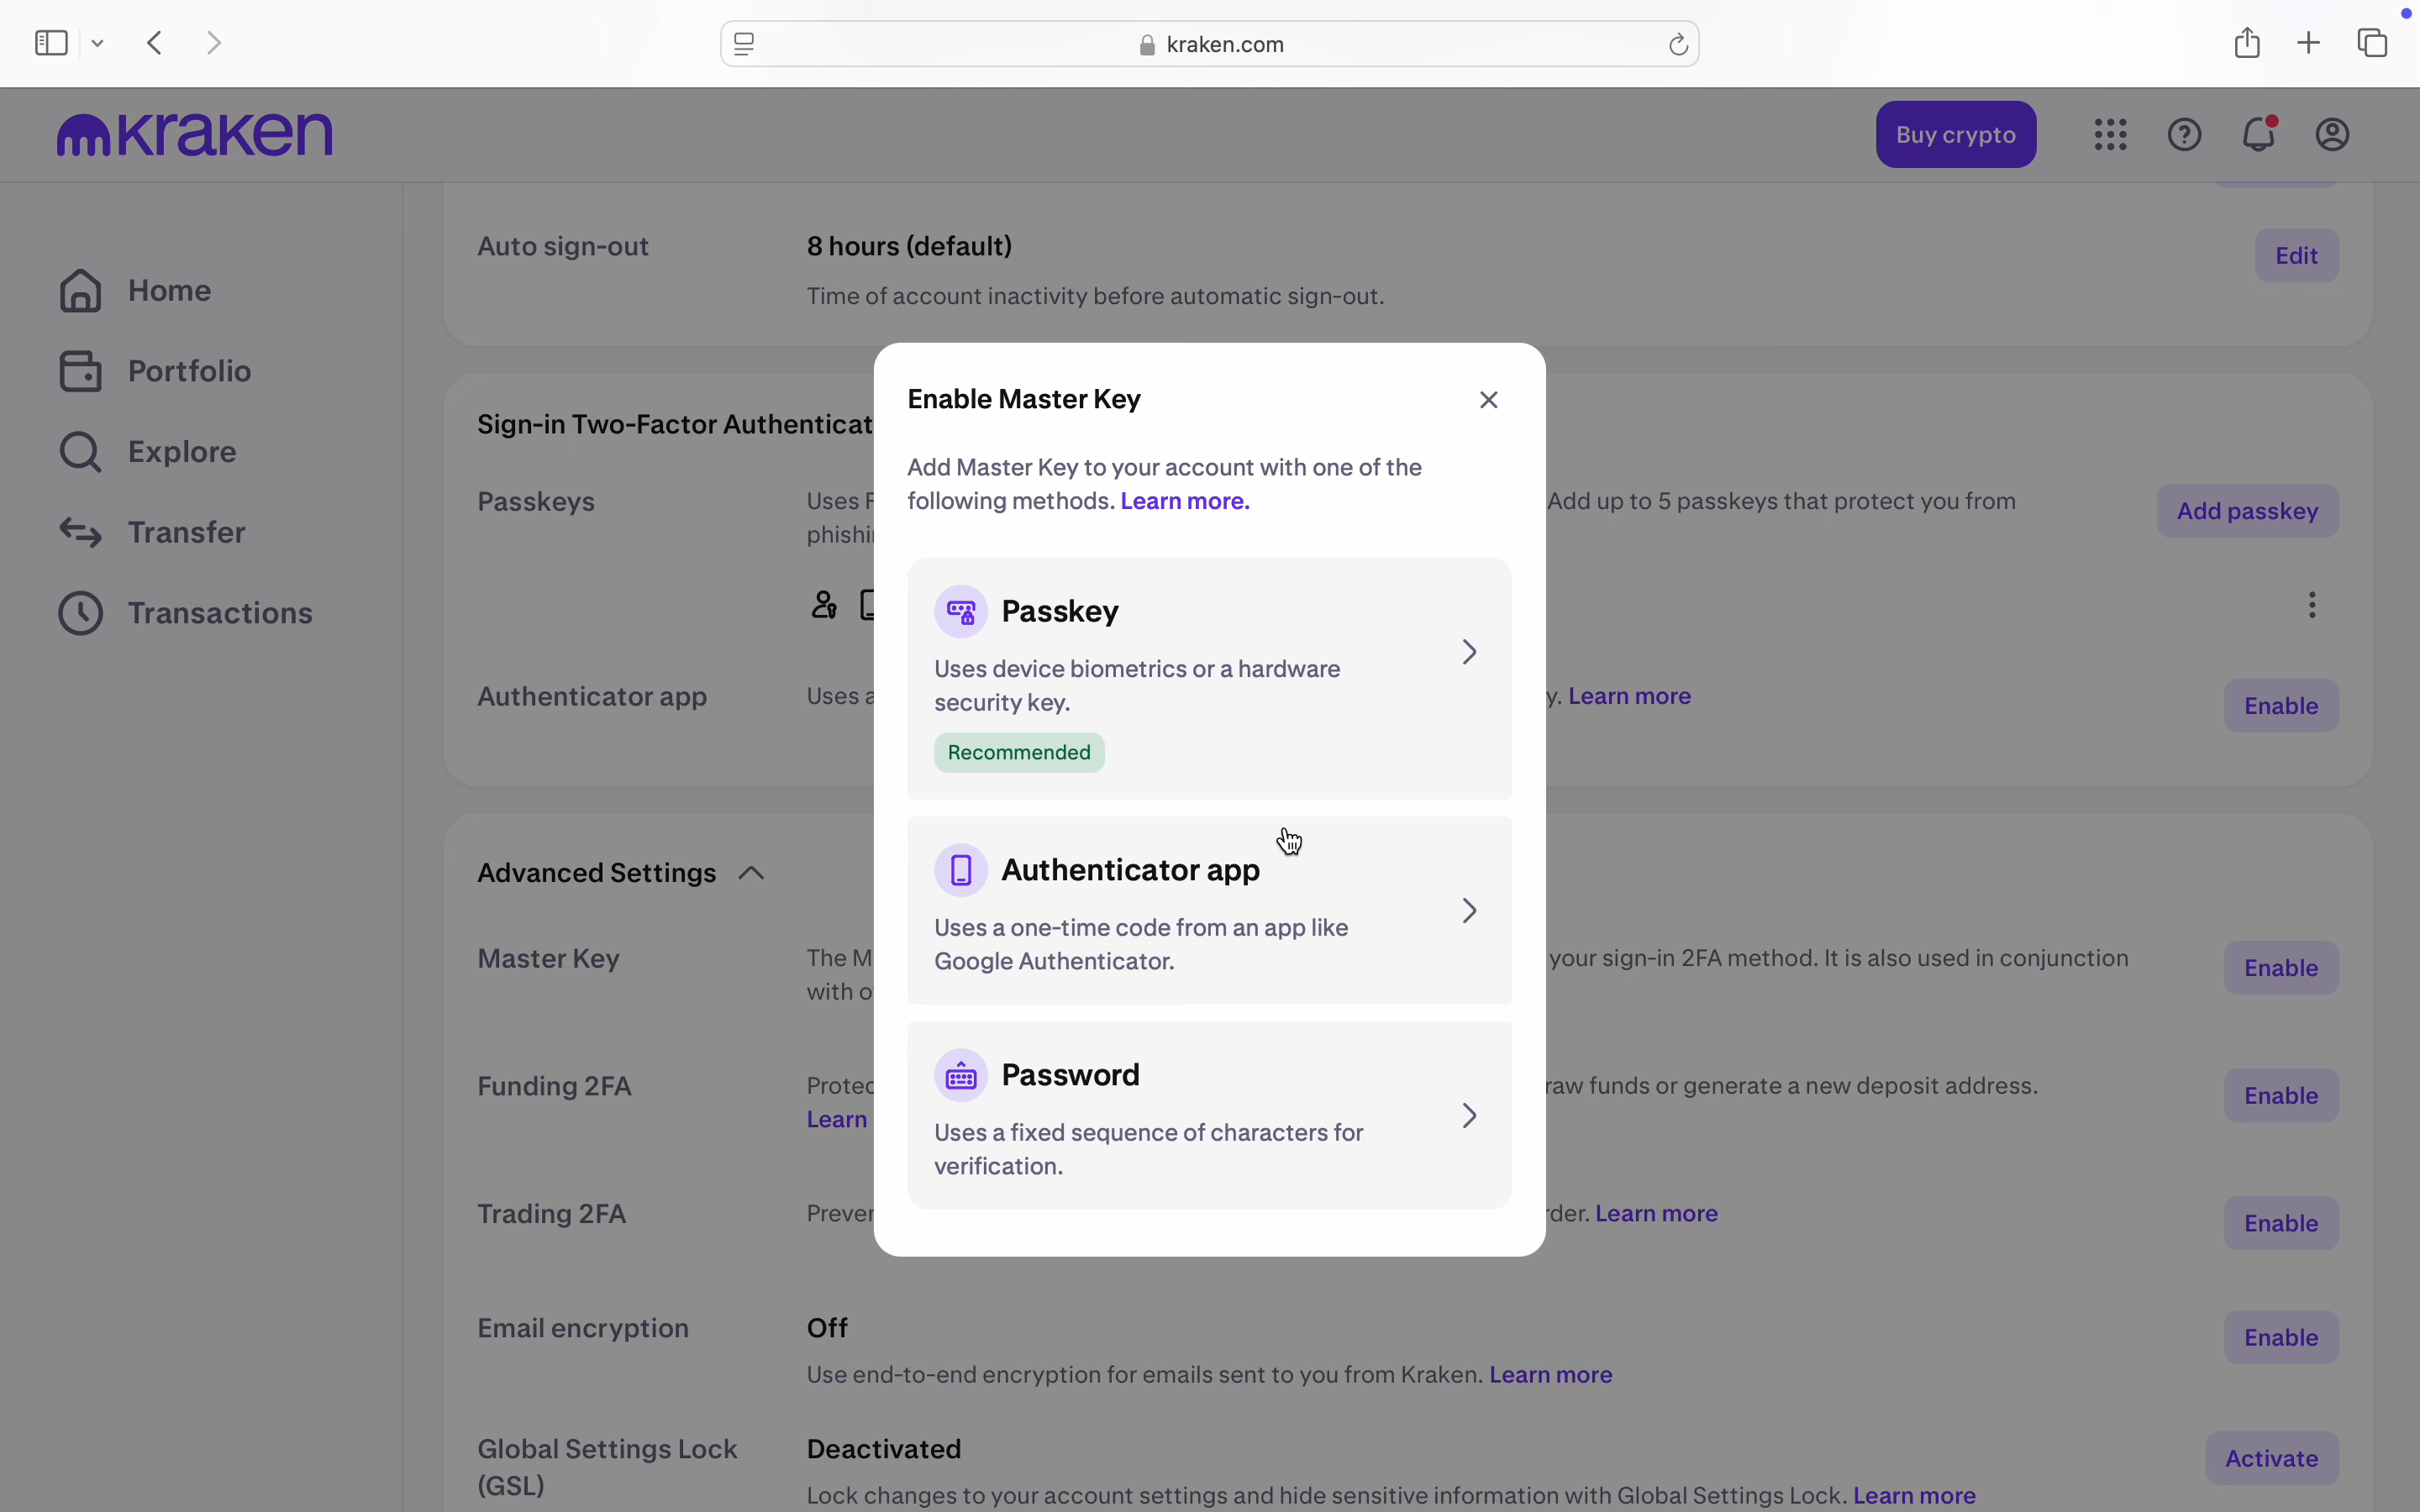 kraken.com
kraken
Buy crypto
Home
Portfolio
Explore
Transfer
Transactions
Auto sign-out
8 hours (default)
Edit
Time of account inactivity before automatic sign-out.
Sign-in Two-Factor
Passkeys
Uses
Add up to 5 passkeys that protect you from
Add passkey
Authenticator app
Uses
Learn more
Enable
Advanced Settings
Master Key
The
your sign-in 2FA method. It is also used in conjunction
with
Enable
Funding 2FA
funds or generate a new deposit address.
Enable
Learn
Trading 2FA
Learn more
Enable
Email encryption
Off
Enable
Use end-to-end encryption for emails sent to you from Kraken. Learn more
Global Settings Lock
(GSL)
Deactivated
Activate
Lock changes to your account settings and hide sensitive information with Global Settings Lock. Learn more
Enable Master Key
Add Master Key to your account with one of the
following methods. Learn more.
Passkey
Uses device biometrics or a hardware
security key.
Recommended
Authenticator app
Uses a one-time code from an app like
Google Authenticator.
Password
Uses a fixed sequence of characters for
verification.